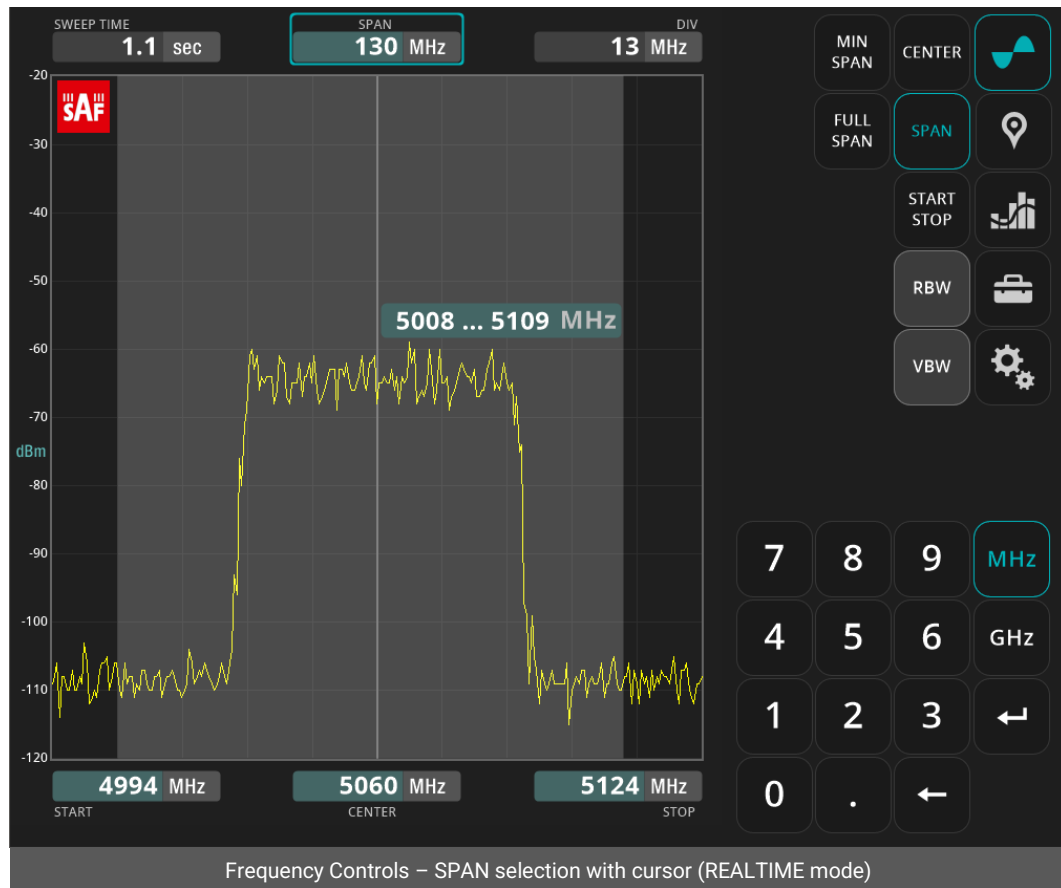 SWEEP TIME SPAN DIV
1.1 sec 130 MHz 13 MHz
MIN SPAN CENTER
SAF
FULL SPAN SPAN
START STOP
RBW
VBW
-20
-30
-40
-50
-60
-70
dBm
-80
-90
-100
-110
-120
5008 ... 5109 MHz
4994 MHz 5060 MHz 5124 MHz
START CENTER STOP
7 8 9 MHz
4 5 6 GHz
1 2 3
0 .
Frequency Controls – SPAN selection with cursor (REALTIME mode)